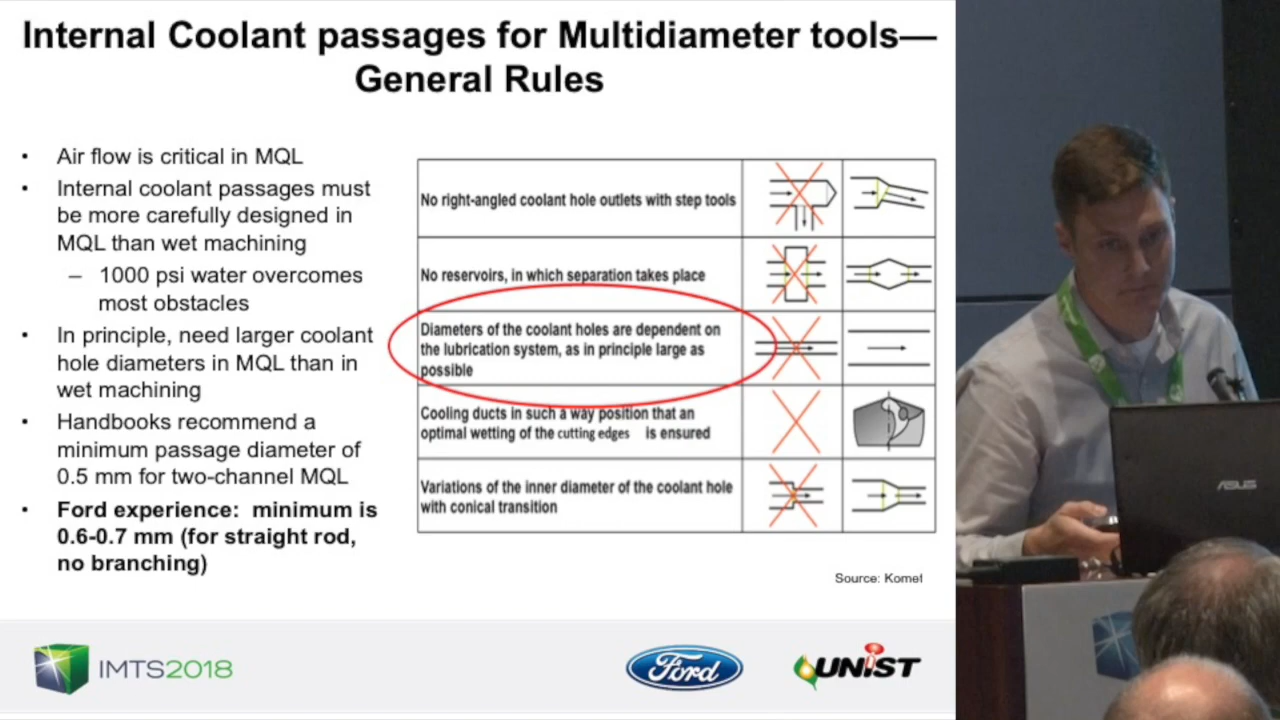 Internal Coolant passages for Multidiameter tools—
General Rules
• Air flow is critical in MQL
• Internal coolant passages must
be more carefully designed in
MQL than wet machining
– 1000 psi water overcomes
most obstacles
• In principle, need larger coolant
hole diameters in MQL than in
wet machining
• Handbooks recommend a
minimum passage diameter of
0.5 mm for two-channel MQL
• Ford experience: minimum is
0.6-0.7 mm (for straight rod,
no branching)
No right-angled coolant hole outlets with step tools
No reservoirs, in which separation takes place
Diameters of the coolant holes are dependent on
the lubrication system, as in principle large as
possible
Cooling ducts in such a way position that an
optimal wetting of the cutting edges is ensured
Variations of the inner diameter of the coolant hole
with conical transition
Source: Komet
IMTS2018
Ford
UNIST
ASUS